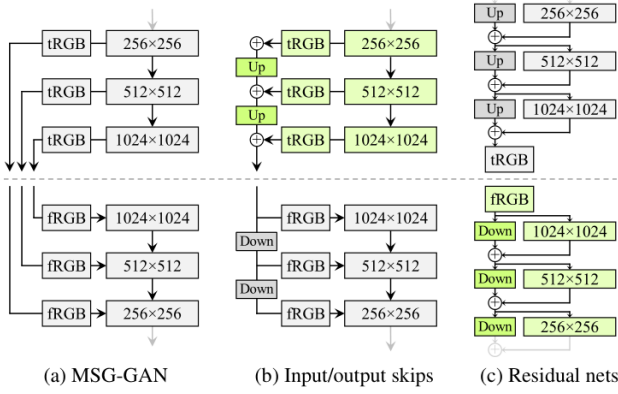 tRGB 256×256
tRGB 512×512
tRGB 1024×1024
fRGB 1024×1024
fRGB 512×512
fRGB 256×256
(a) MSG-GAN
tRGB 256×256
Up
tRGB 512×512
Up
tRGB 1024×1024
fRGB 1024×1024
Down
fRGB 512×512
Down
fRGB 256×256
(b) Input/output skips
Up 256×256
Up 512×512
Up 1024×1024
tRGB
fRGB
Down 1024×1024
Down 512×512
Down 256×256
(c) Residual nets